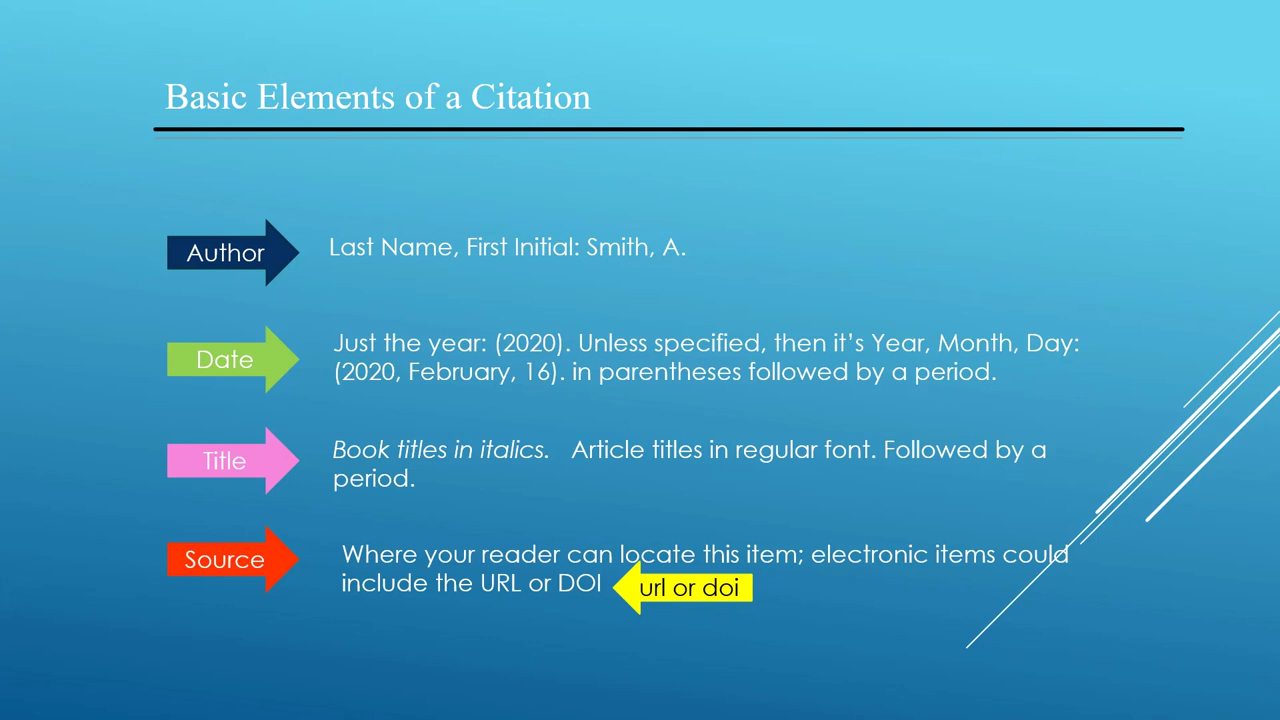 Basic Elements of a Citation
Author
Last Name, First Initial: Smith, A.
Date
Just the year: (2020). Unless specified, then it’s Year, Month, Day:
(2020, February, 16). in parentheses followed by a period.
Title
Book titles in italics.   Article titles in regular font. Followed by a
period.
Source
Where your reader can locate this item; electronic items could
include the URL or DOI
url or doi